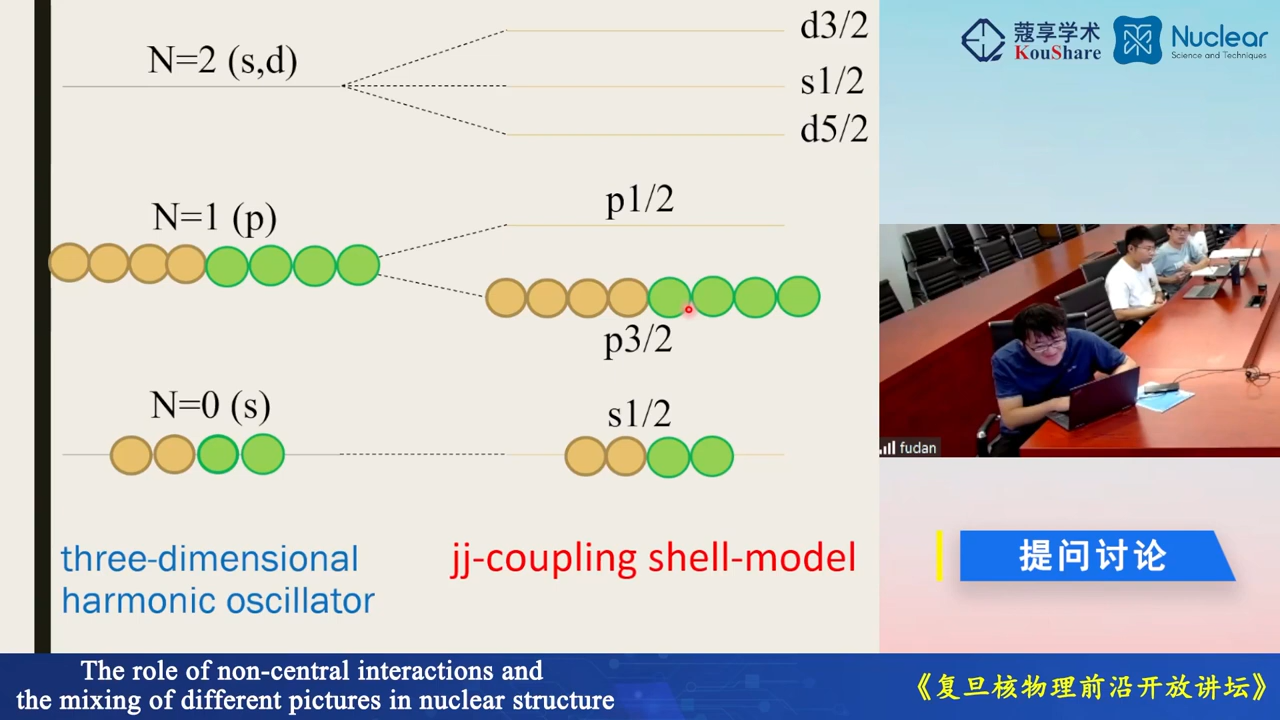 N=2 (s,d)
d3/2
s1/2
d5/2
N=1 (p)
p1/2
p3/2
N=0 (s)
s1/2
three-dimensional
harmonic oscillator
jj-coupling shell-model
蔻享学术
KouShare
Nuclear
Science and Techniques
fudan
提问讨论
The role of non-central interactions and
the mixing of different pictures in nuclear structure
《复旦核物理前沿开放讲坛》